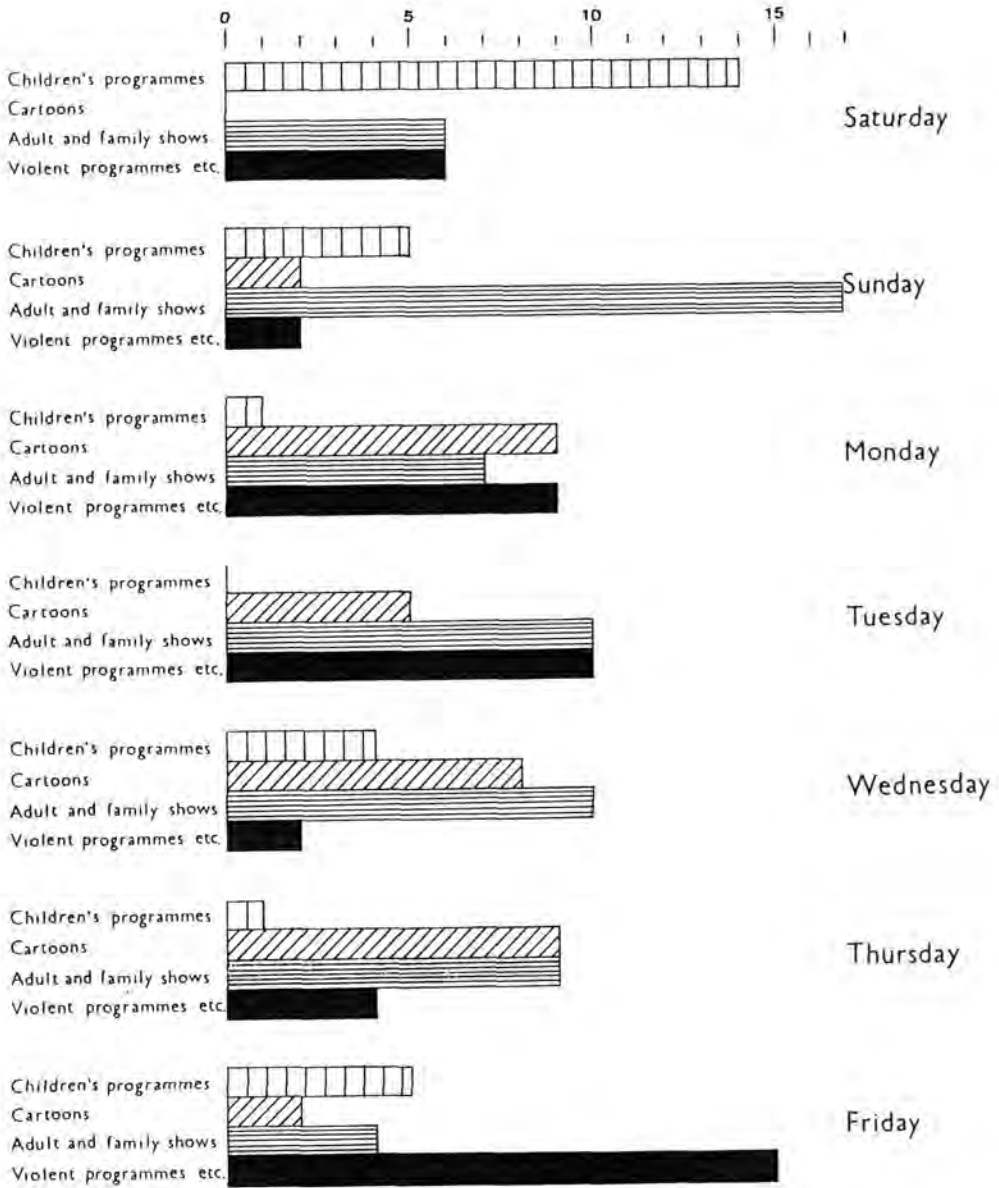 0 5 10 15
Children's programmes
Cartoons
Adult and family shows
Violent programmes etc.
Saturday
Children's programmes
Cartoons
Adult and family shows
Violent programmes etc.
Sunday
Children's programmes
Cartoons
Adult and family shows
Violent programmes etc.
Monday
Children's programmes
Cartoons
Adult and family shows
Violent programmes etc.
Tuesday
Children's programmes
Cartoons
Adult and family shows
Violent programmes etc.
Wednesday
Children's programmes
Cartoons
Adult and family shows
Violent programmes etc.
Thursday
Children's programmes
Cartoons
Adult and family shows
Violent programmes etc.
Friday